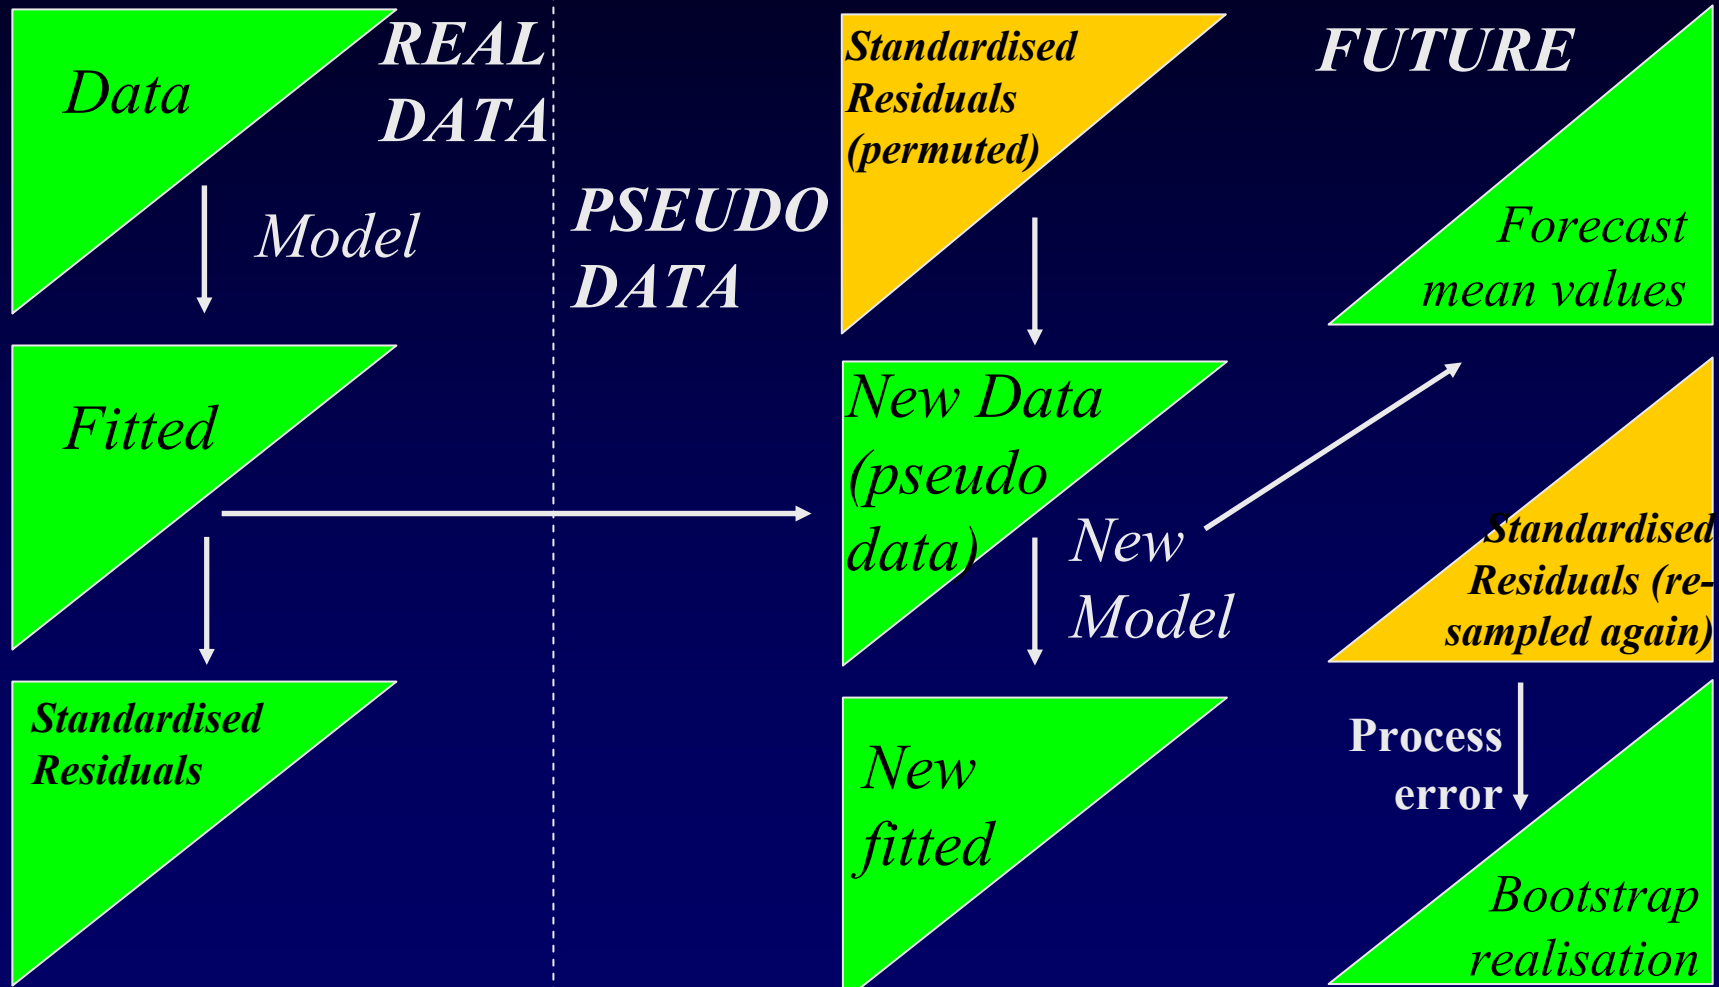 Data
REAL
DATA
Model
Fitted
Standardised
Residuals
PSEUDO
DATA
Standardised
Residuals
(permuted)
New Data
(pseudo
data)
New
Model
New
fitted
FUTURE
Forecast
mean values
Standardised
Residuals (re-
sampled again)
Process
error
Bootstrap
realisation